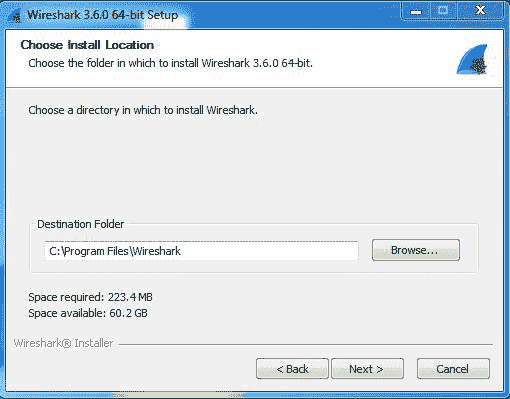 Wireshark 3.6.0 64-bit Setup
Choose Install Location
Choose the folder in which to install Wireshark 3.6.0 64-bit.
Choose a directory in which to install Wireshark.
Destination Folder
C:\Program Files\Wireshark
Browse...
Space required: 223.4 MB
Space available: 60.2 GB
Wireshark® Installer
< Back
Next >
Cancel